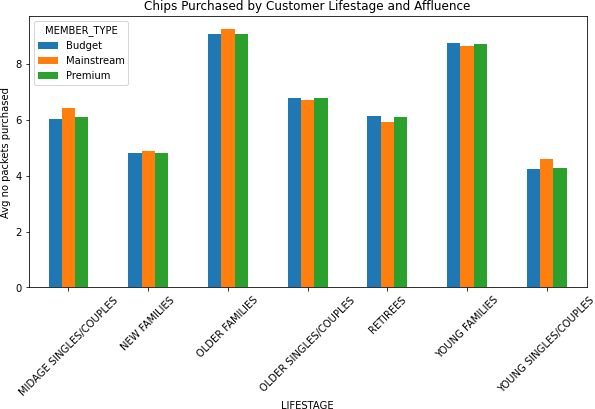 Chips Purchased by Customer Lifestage and Affluence
MEMBER_TYPE
Budget
Mainstream
Premium
Avg no packets purchased
8
6
4
2
0
MIDAGE SINGLES/COUPLES
NEW FAMILIES
OLDER FAMILIES
OLDER SINGLES/COUPLES
RETIREES
YOUNG FAMILIES
YOUNG SINGLES/COUPLES
LIFESTAGE